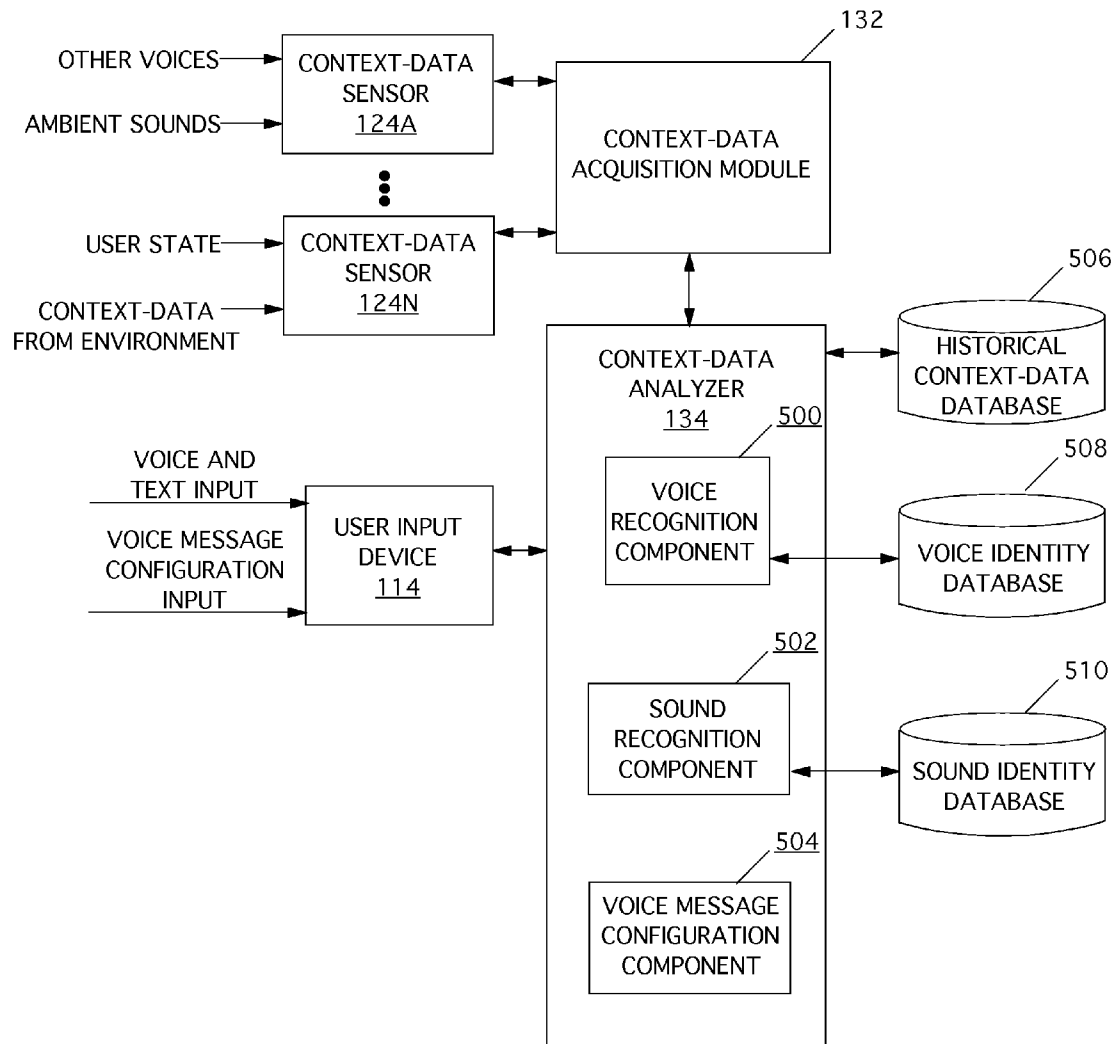 132
OTHER VOICES
AMBIENT SOUNDS
CONTEXT-DATA
SENSOR
124A
CONTEXT-DATA
ACQUISITION MODULE
USER STATE
CONTEXT-DATA
FROM ENVIRONMENT
CONTEXT-DATA
SENSOR
124N
506
HISTORICAL
CONTEXT-DATA
DATABASE
CONTEXT-DATA
ANALYZER
134
500
VOICE
RECOGNITION
COMPONENT
508
VOICE IDENTITY
DATABASE
VOICE AND
TEXT INPUT
VOICE MESSAGE
CONFIGURATION
INPUT
USER INPUT
DEVICE
114
502
SOUND
RECOGNITION
COMPONENT
510
SOUND IDENTITY
DATABASE
504
VOICE MESSAGE
CONFIGURATION
COMPONENT